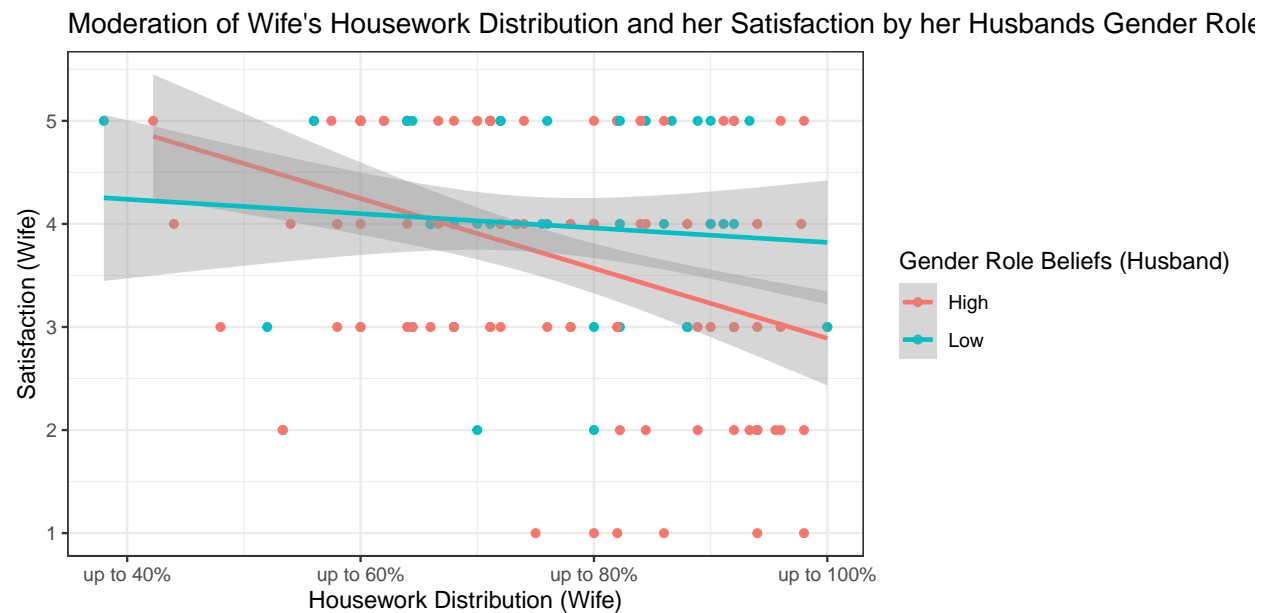 Moderation of Wife's Housework Distribution and her Satisfaction by her Husbands Gender Role
5
4
3
2
1
Satisfaction (Wife)
up to 40%
up to 60%
up to 80%
up to 100%
Housework Distribution (Wife)
Gender Role Beliefs (Husband)
High
Low